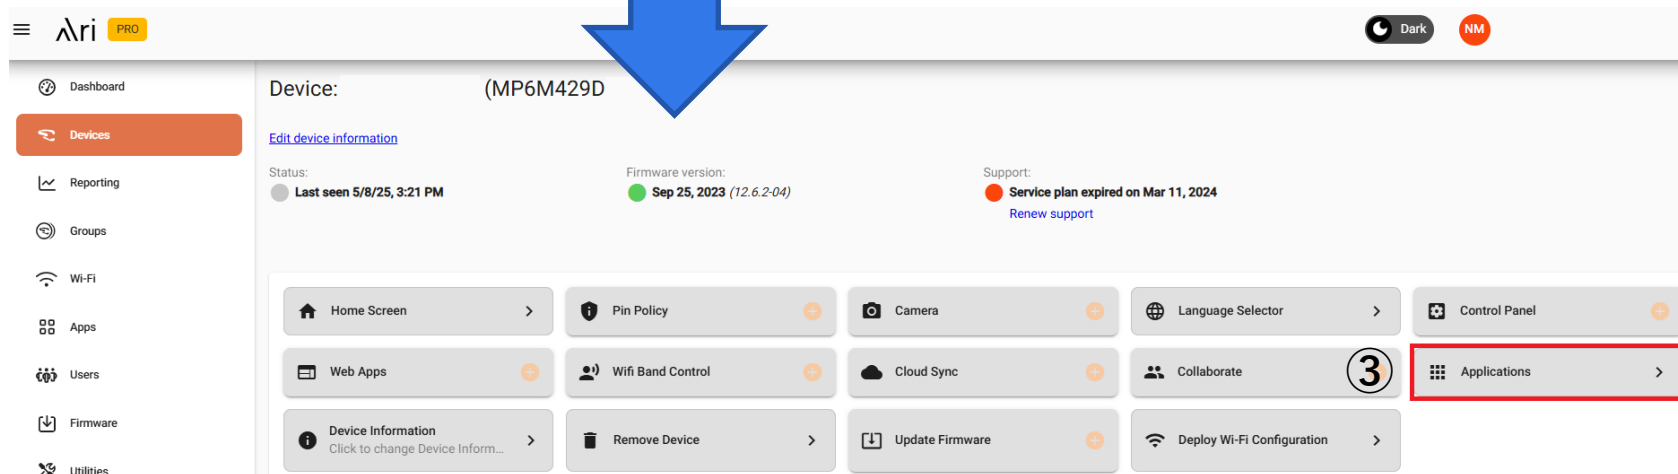 Ari PRO
Dark
NM
Dashboard
Devices
Reporting
Groups
Wi-Fi
Apps
Users
Firmware
Utilities
Device: (MP6M429D
Edit device information
Status:
Last seen 5/8/25, 3:21 PM
Firmware version:
Sep 25, 2023 (12.6.2-04)
Support:
Service plan expired on Mar 11, 2024
Renew support
Home Screen
Pin Policy
Camera
Language Selector
Control Panel
Web Apps
Wifi Band Control
Cloud Sync
Collaborate
③
Applications
Device Information
Click to change Device Inform...
Remove Device
Update Firmware
Deploy Wi-Fi Configuration